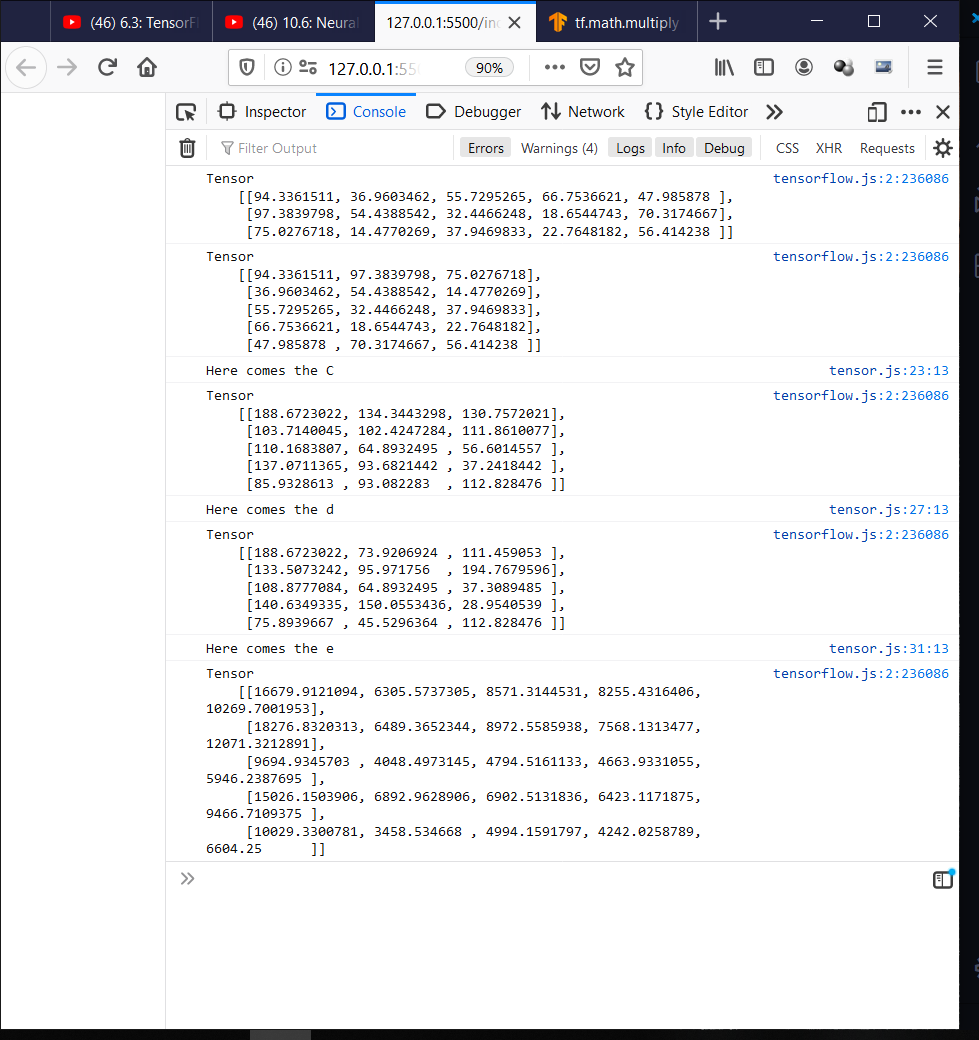 (46) 6.3: TensorFl
(46) 10.6: Neural
127.0.0.1:5500/ind
tf.math.multiply
127.0.0.1:55
90%
Inspector
Console
Debugger
Network
{} Style Editor
Filter Output
Errors
Warnings (4)
Logs
Info
Debug
CSS
XHR
Requests
Tensor tensorflow.js:2:236086
[[94.3361511, 36.9603462, 55.7295265, 66.7536621, 47.985878 ],
[97.3839798, 54.4388542, 32.4466248, 18.6544743, 70.3174667],
[75.0276718, 14.4770269, 37.9469833, 22.7648182, 56.414238 ]]
Tensor tensorflow.js:2:236086
[[94.3361511, 97.3839798, 75.0276718],
[36.9603462, 54.4388542, 14.4770269],
[55.7295265, 32.4466248, 37.9469833],
[66.7536621, 18.6544743, 22.7648182],
[47.985878 , 70.3174667, 56.414238 ]]
Here comes the C tensor.js:23:13
Tensor tensorflow.js:2:236086
[[188.6723022, 134.3443298, 130.7572021],
[103.7140045, 102.4247284, 111.8610077],
[110.1683807, 64.8932495 , 56.6014557 ],
[137.0711365, 93.6821442 , 37.2418442 ],
[85.9328613 , 93.082283  , 112.828476 ]]
Here comes the d tensor.js:27:13
Tensor tensorflow.js:2:236086
[[188.6723022, 73.9206924 , 111.459053 ],
[133.5073242, 95.971756  , 194.7679596],
[108.8777084, 64.8932495 , 37.3089485 ],
[140.6349335, 150.0553436, 28.9540539 ],
[75.8939667 , 45.5296364 , 112.828476 ]]
Here comes the e tensor.js:31:13
Tensor tensorflow.js:2:236086
[[16679.9121094, 6305.5737305, 8571.3144531, 8255.4316406,
10269.7001953],
[18276.8320313, 6489.3652344, 8972.5585938, 7568.1313477,
12071.3212891],
[9694.9345703 , 4048.4973145, 4794.5161133, 4663.9331055,
5946.2387695 ],
[15026.1503906, 6892.9628906, 6902.5131836, 6423.1171875,
9466.7109375 ],
[10029.3300781, 3458.534668 , 4994.1591797, 4242.0258789,
6604.25      ]]